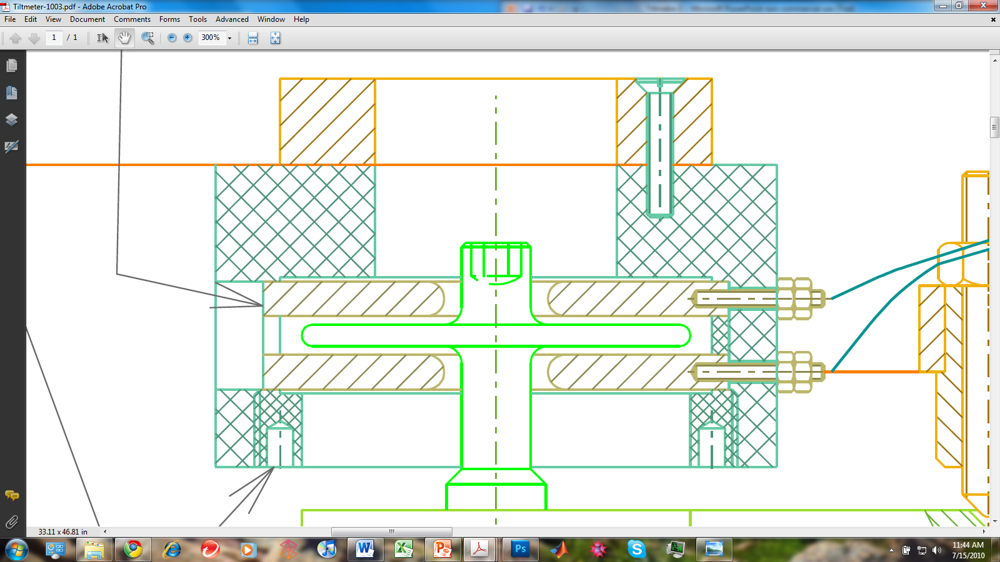 Tiltmeter-1003.pdf - Adobe Acrobat Pro
File Edit View Document Comments Forms Tools Advanced Window Help
1 / 1 300%
33.11 x 46.81 in
W X P Ps S
11:44 AM
7/15/2010